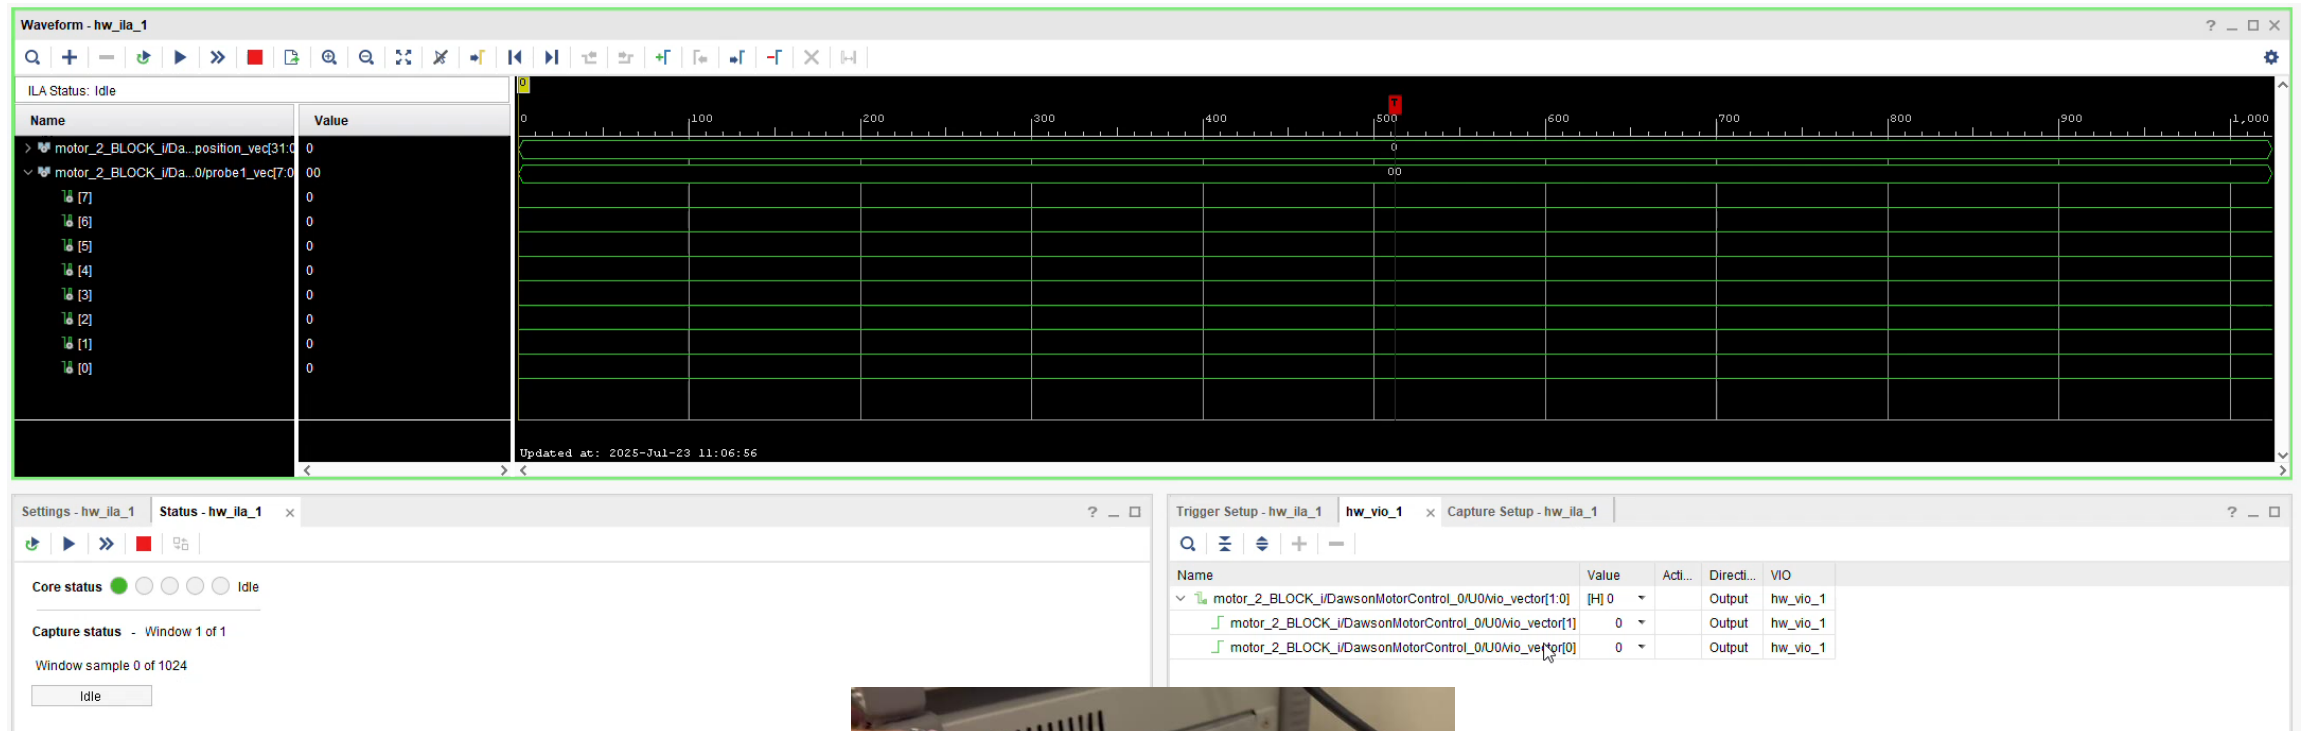 Waveform - hw_ila_1
ILA Status: Idle
Name Value
0
0 100 200 300 400 500 600 700 800 900 1,000
T
motor_2_BLOCK_i/Da...position_vec[31:0 0 0
motor_2_BLOCK_i/Da...0/probe1_vec[7:0 00 00
[7] 0
[6] 0
[5] 0
[4] 0
[3] 0
[2] 0
[1] 0
[0] 0
Updated at: 2025-Jul-23 11:06:56
Settings - hw_ila_1 Status - hw_ila_1
Core status Idle
Capture status - Window 1 of 1
Window sample 0 of 1024
Idle
Trigger Setup - hw_ila_1 hw_vio_1 Capture Setup - hw_ila_1
Name Value Acti... Directi... VIO
motor_2_BLOCK_i/DawsonMotorControl_0/U0/vio_vector[1:0] [H] 0 Output hw_vio_1
motor_2_BLOCK_i/DawsonMotorControl_0/U0/vio_vector[1] 0 Output hw_vio_1
motor_2_BLOCK_i/DawsonMotorControl_0/U0/vio_vector[0] 0 Output hw_vio_1